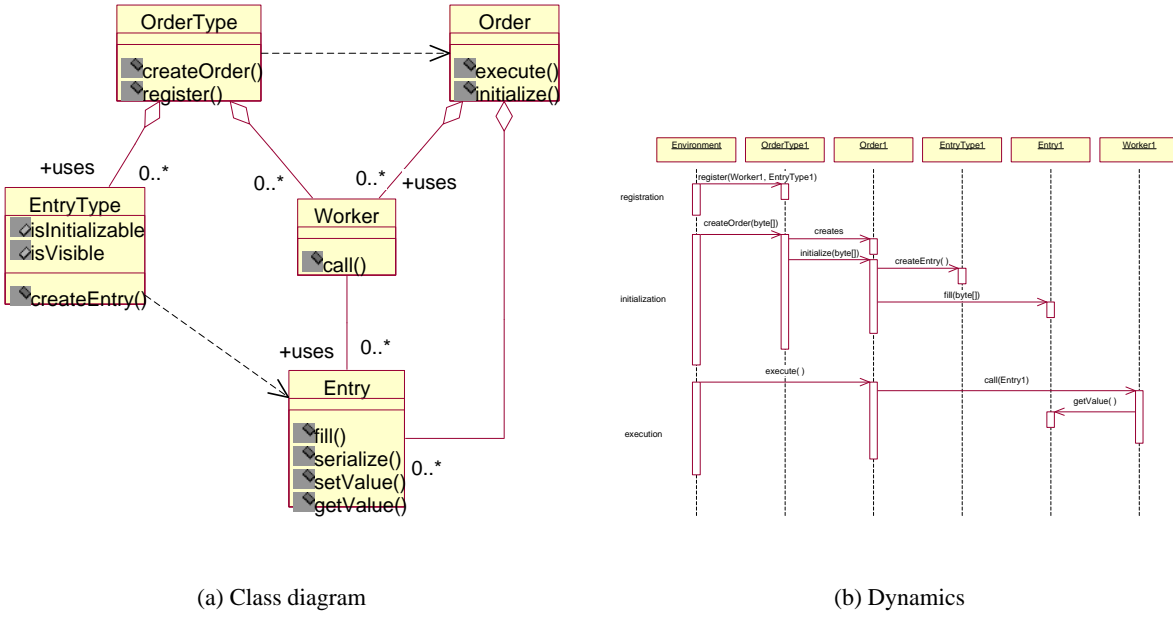 OrderType
createOrder()
register()
Order
execute()
initialize()
+uses
0..*
0..*
0..*
+uses
EntryType
isInitializable
isVisible
createEntry()
Worker
call()
+uses
0..*
Entry
fill()
serialize()
setValue()
getValue()
0..*
(a) Class diagram
Environment
OrderType1
Order1
EntryType1
Entry1
Worker1
register(Worker1, EntryType1)
registration
createOrder(byte[])
creates
initialize(byte[])
createEntry( )
initialization
fill(byte[])
execute( )
call(Entry1)
getValue( )
execution
(b) Dynamics